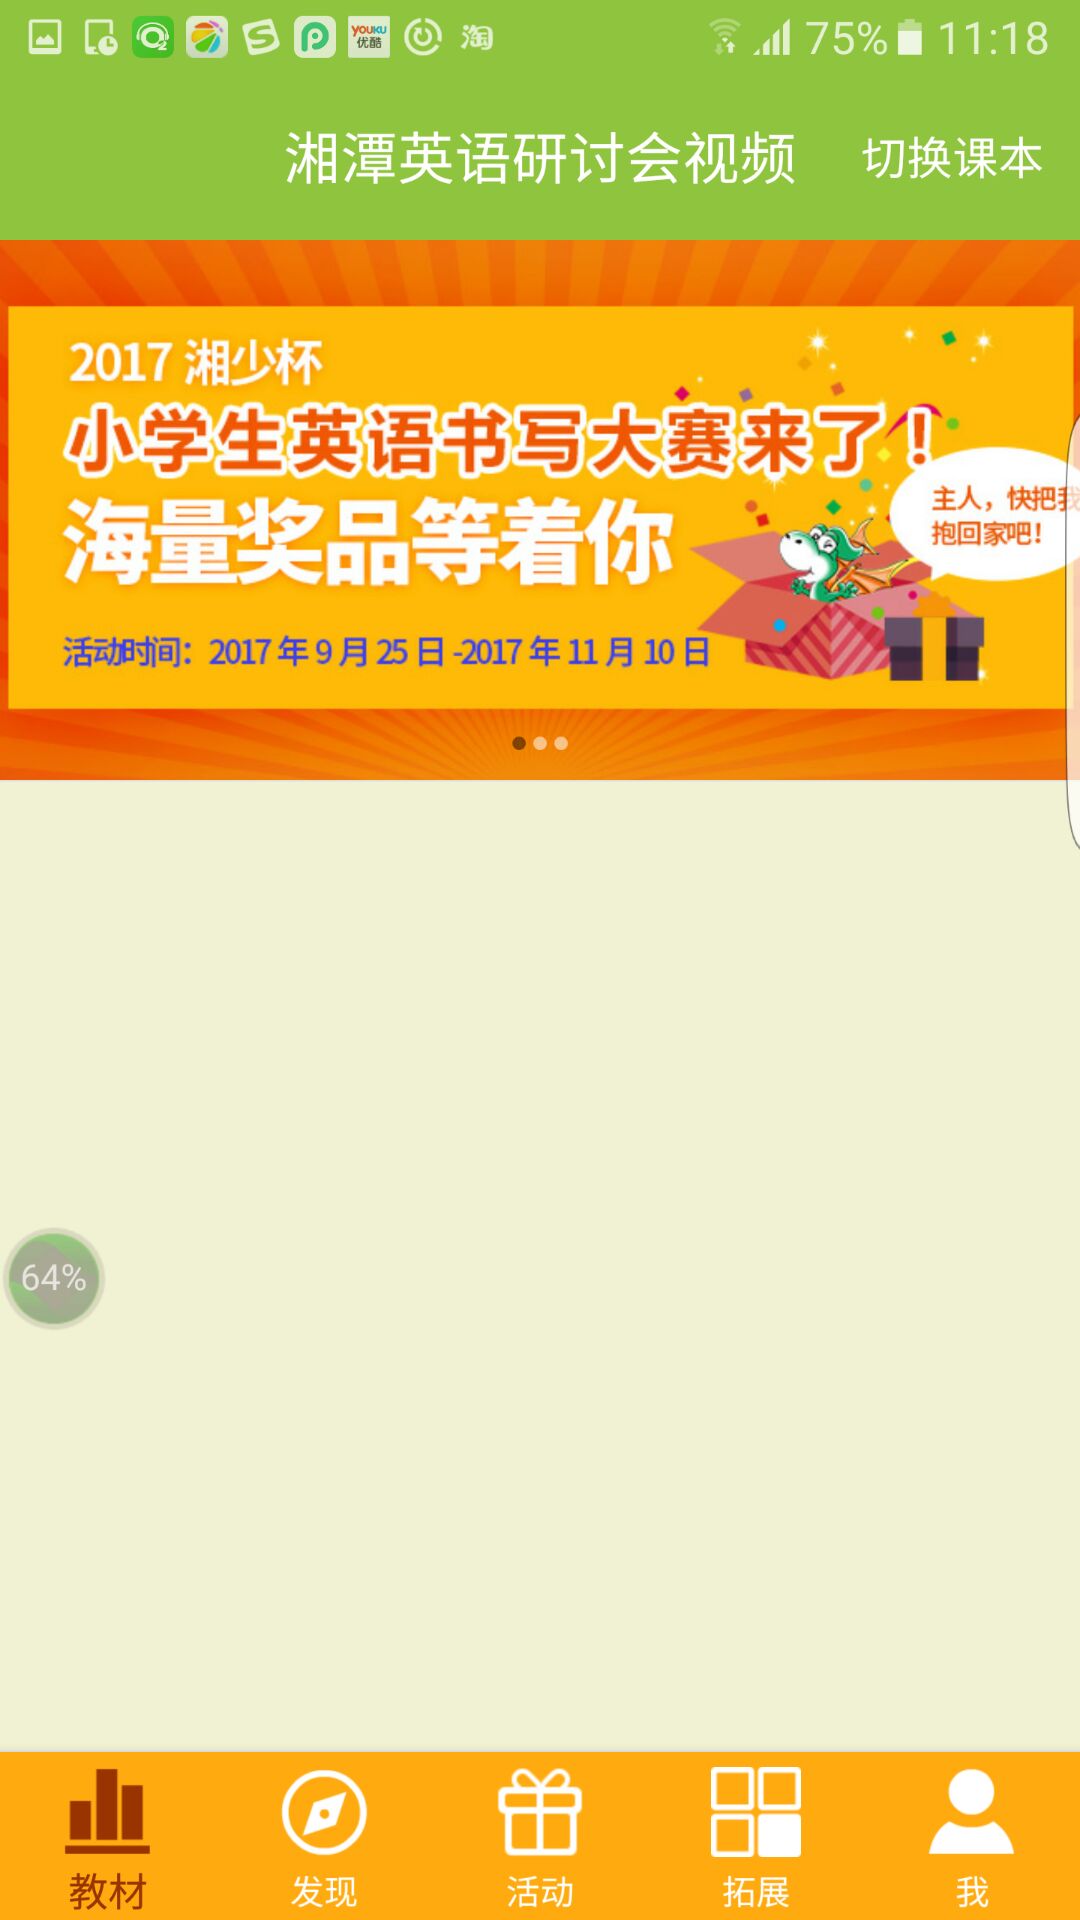 YOUKU
优酷
淘
75%
11:18
湘潭英语研讨会视频
切换课本
2017 湘少杯
小学生英语书写大赛来了！
海量奖品等着你
主人，快把我
抱回家吧！
活动时间：2017 年 9 月 25 日 -2017 年 11 月 10 日
64%
教材
发现
活动
拓展
我